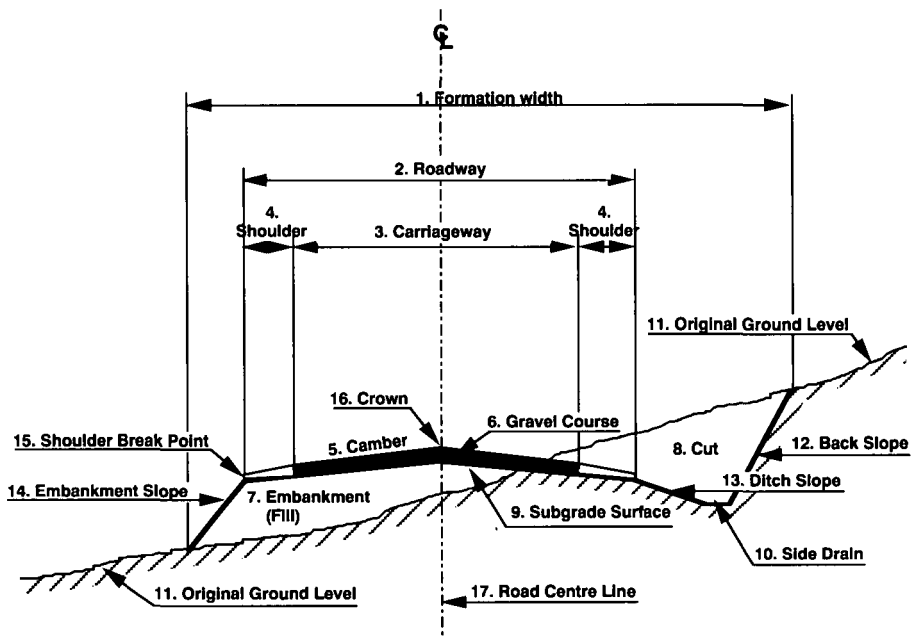 ℄
1. Formation width
2. Roadway
4.
Shoulder
3. Carriageway
4.
Shoulder
11. Original Ground Level
16. Crown
6. Gravel Course
15. Shoulder Break Point
5. Camber
8. Cut
12. Back Slope
14. Embankment Slope
7. Embankment
(Fill)
13. Ditch Slope
9. Subgrade Surface
10. Side Drain
11. Original Ground Level
17. Road Centre Line